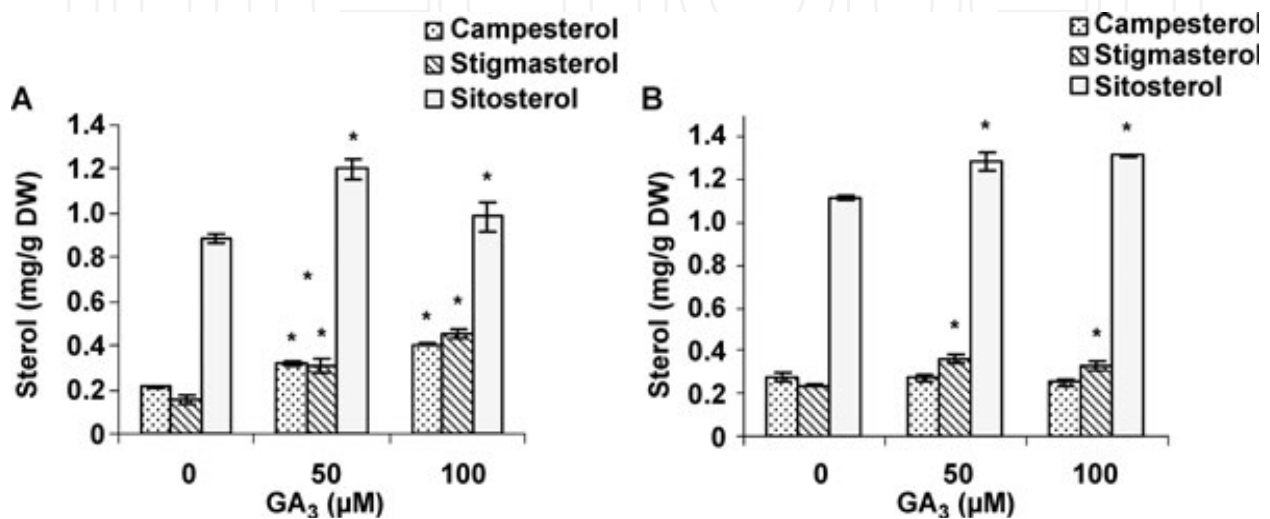 Campesterol
Stigmasterol
Sitosterol
A
Sterol (mg/g DW)
1.4
1.2
1.0
0.8
0.6
0.4
0.2
0
* * * * * * *
0 50 100
GA₃ (µM)
Campesterol
Stigmasterol
Sitosterol
B
Sterol (mg/g DW)
1.4
1.2
1.0
0.8
0.6
0.4
0.2
0
* * * *
0 50 100
GA₃ (µM)